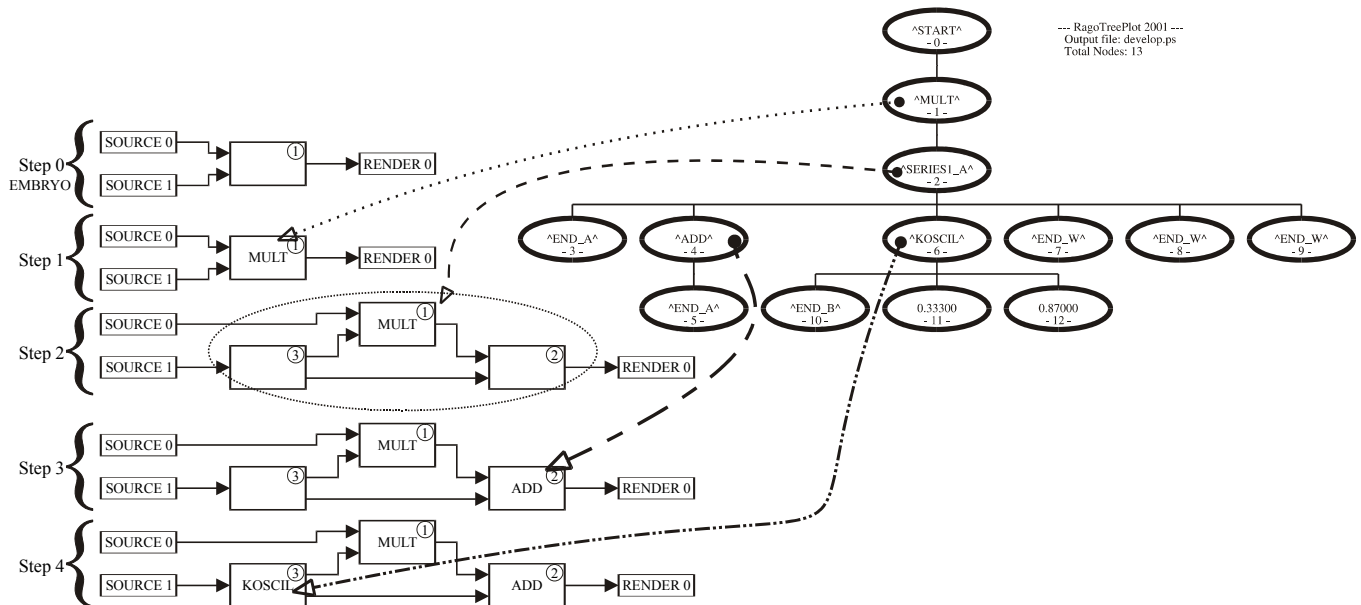 ^START^
- 0 -
--- RagoTreePlot 2001 ---
Output file: develop.ps
Total Nodes: 13
^MULT^
- 1 -
^SERIES1_A^
- 2 -
^END_A^
- 3 -
^ADD^
- 4 -
^KOSCIL^
- 6 -
^END_W^
- 7 -
^END_W^
- 8 -
^END_W^
- 9 -
^END_A^
- 5 -
^END_B^
- 10 -
0.33300
- 11 -
0.87000
- 12 -
Step 0
EMBRYO
SOURCE 0
SOURCE 1
1
RENDER 0
Step 1
SOURCE 0
SOURCE 1
MULT
1
RENDER 0
Step 2
SOURCE 0
SOURCE 1
MULT
1
3
2
RENDER 0
Step 3
SOURCE 0
SOURCE 1
MULT
1
3
ADD
2
RENDER 0
Step 4
SOURCE 0
SOURCE 1
MULT
1
KOSCIL
3
ADD
2
RENDER 0